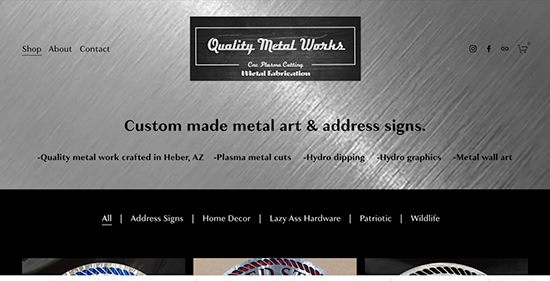 Shop About Contact
Quality Metal Works
Cnc Plasma Cutting
Metal Fabrication
Custom made metal art & address signs.
-Quality metal work crafted in Heber, AZ -Plasma metal cuts -Hydro dipping -Hydro graphics -Metal wall art
All | Address Signs | Home Decor | Lazy Ass Hardware | Patriotic | Wildlife